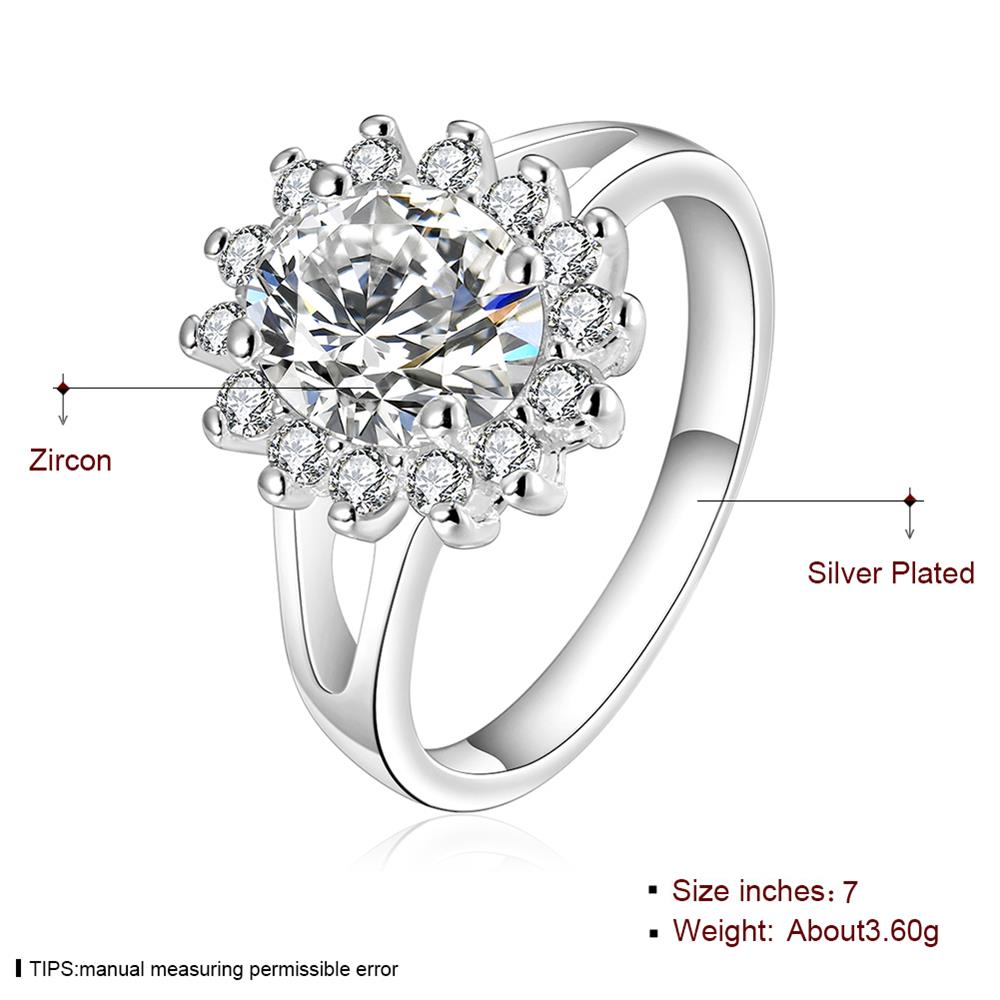 Zircon
Silver Plated
Size inches: 7
Weight: About3.60g
TIPS:manual measuring permissible error